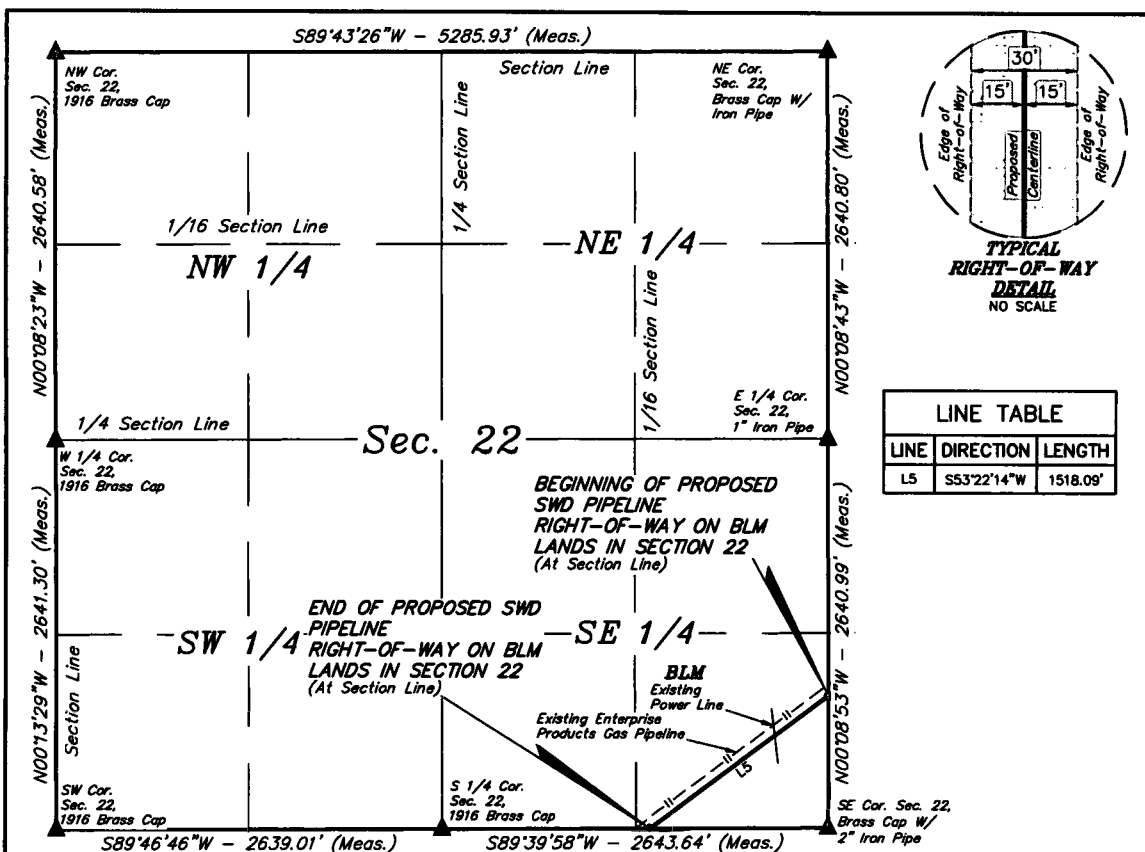 S89°43'26"W - 5285.93' (Meas.)
NW Cor.
Sec. 22,
1916 Brass Cap
Section Line
NE Cor.
Sec. 22,
Brass Cap W/
Iron Pipe
N00°08'23"W - 2640.58' (Meas.)
1/4 Section Line
N00°08'43"W - 2640.80' (Meas.)
1/16 Section Line
NW 1/4
NE 1/4
1/16 Section Line
30'
15'
15'
Edge of
Right-of-Way
Proposed
Centerline
Edge of
Right-of-Way
TYPICAL
RIGHT-OF-WAY
DETAIL
NO SCALE
1/4 Section Line
Sec. 22
E 1/4 Cor.
Sec. 22,
1" Iron Pipe
W 1/4 Cor.
Sec. 22,
1916 Brass Cap
LINE TABLE
LINE DIRECTION LENGTH
L5 S53°22'14"W 1518.09'
BEGINNING OF PROPOSED
SWD PIPELINE
RIGHT-OF-WAY ON BLM
LANDS IN SECTION 22
(At Section Line)
N00°13'29"W - 2641.30' (Meas.)
Section Line
SW 1/4
END OF PROPOSED SWD
PIPELINE
RIGHT-OF-WAY ON BLM
LANDS IN SECTION 22
(At Section Line)
SE 1/4
BLM
Existing
Power Line
Existing Enterprise
Products Gas Pipeline
L5
N00°08'53"W - 2640.99' (Meas.)
SW Cor.
Sec. 22,
1916 Brass Cap
S 1/4 Cor.
Sec. 22,
1916 Brass Cap
SE Cor. Sec. 22,
Brass Cap W/
2" Iron Pipe
S89°46'46"W - 2639.01' (Meas.)
S89°39'58"W - 2643.64' (Meas.)